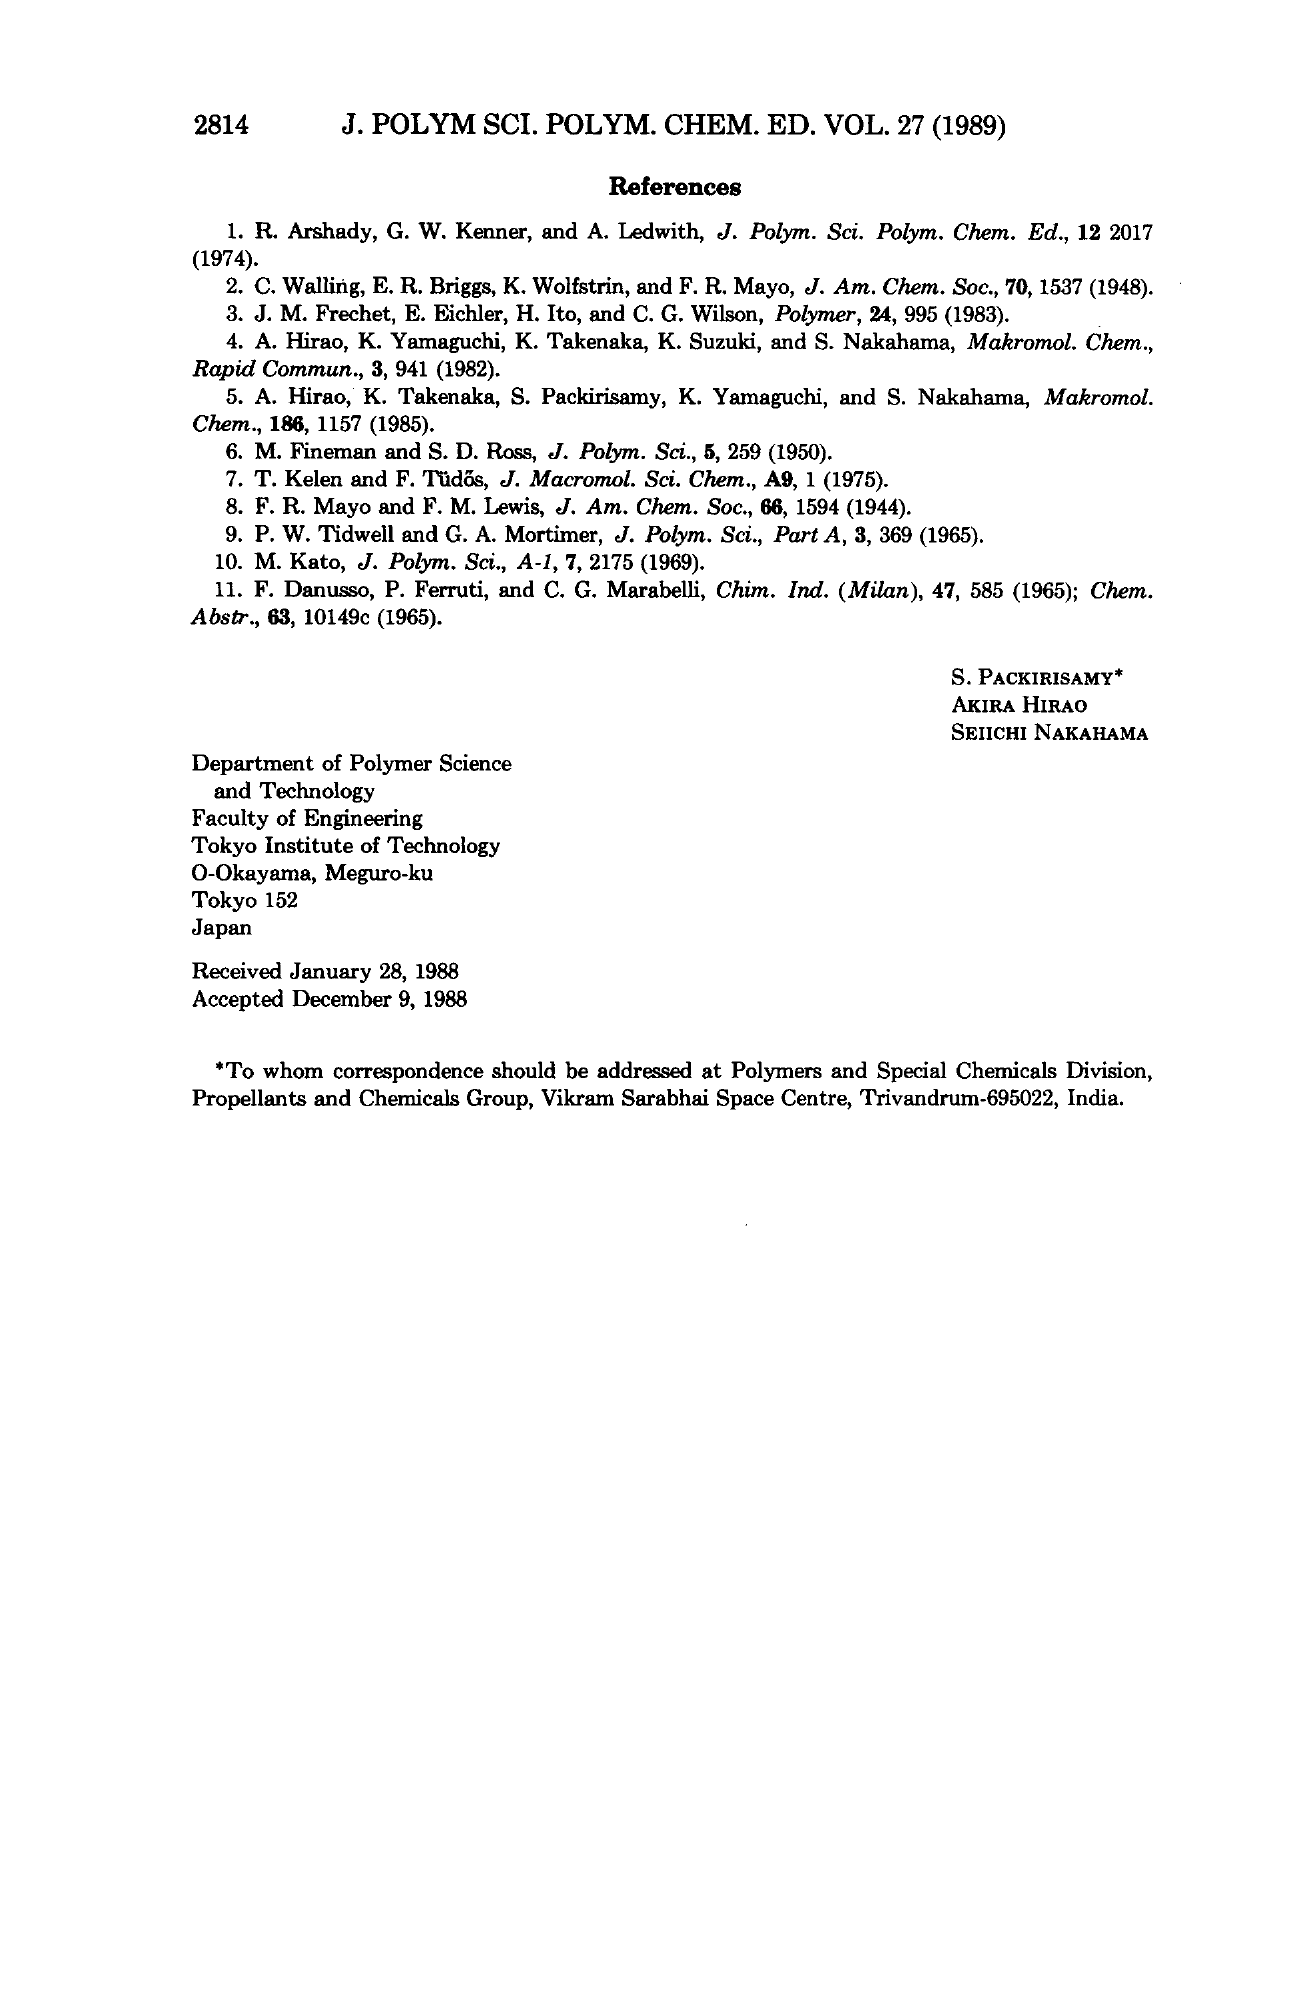 2814 J. POLYM SCI. POLYM. CHEM. ED. VOL. 27 (1989)
References
1. R. Arshady, G. W. Kenner, and A. Ledwith, J. Polym. Sci. Polym. Chem. Ed., 12 2017
(1974).
2. C. Walling, E. R. Briggs, K. Wolfstrin, and F. R. Mayo, J. Am. Chem. Soc., 70, 1537 (1948).
3. J. M. Frechet, E. Eichler, H. Ito, and C. G. Wilson, Polymer, 24, 995 (1983).
4. A. Hirao, K. Yamaguchi, K. Takenaka, K. Suzuki, and S. Nakahama, Makromol. Chem.,
Rapid Commun., 3, 941 (1982).
5. A. Hirao, K. Takenaka, S. Packirisamy, K. Yamaguchi, and S. Nakahama, Makromol.
Chem., 186, 1157 (1985).
6. M. Fineman and S. D. Ross, J. Polym. Sci., 5, 259 (1950).
7. T. Kelen and F. Tüdõs, J. Macromol. Sci. Chem., A9, 1 (1975).
8. F. R. Mayo and F. M. Lewis, J. Am. Chem. Soc., 66, 1594 (1944).
9. P. W. Tidwell and G. A. Mortimer, J. Polym. Sci., Part A, 3, 369 (1965).
10. M. Kato, J. Polym. Sci., A-1, 7, 2175 (1969).
11. F. Danusso, P. Ferruti, and C. G. Marabelli, Chim. Ind. (Milan), 47, 585 (1965); Chem.
Abstr., 63, 10149c (1965).
S. PACKIRISAMY*
AKIRA HIRAO
SEIICHI NAKAHAMA
Department of Polymer Science
and Technology
Faculty of Engineering
Tokyo Institute of Technology
O-Okayama, Meguro-ku
Tokyo 152
Japan
Received January 28, 1988
Accepted December 9, 1988
*To whom correspondence should be addressed at Polymers and Special Chemicals Division,
Propellants and Chemicals Group, Vikram Sarabhai Space Centre, Trivandrum-695022, India.